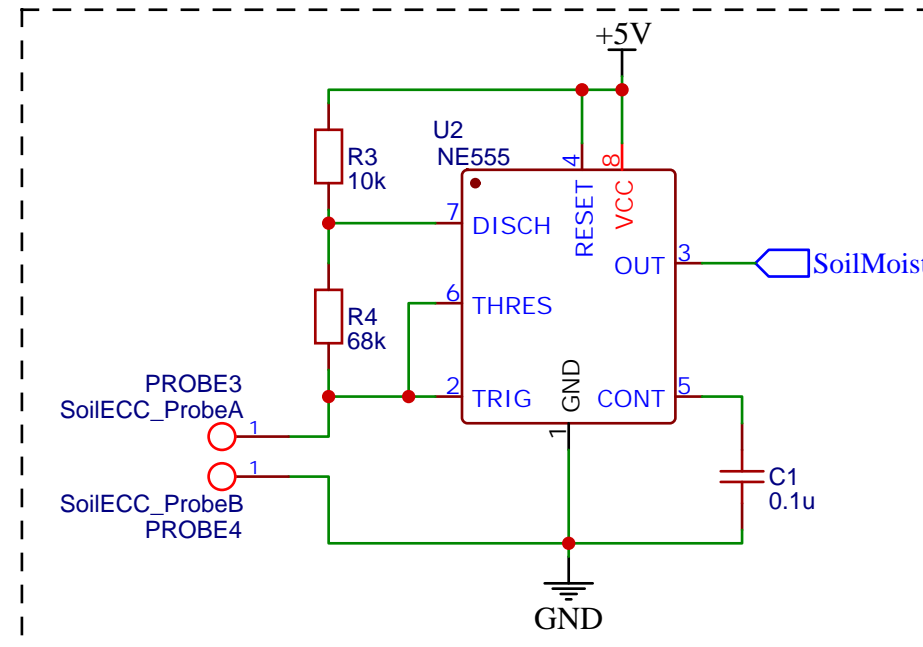 +5V
U2
NE555
R3
10k
4
8
RESET
VCC
7
DISCH
OUT
3
SoilMoist
6
THRES
R4
68k
PROBE3
SoilECC_ProbeA
1
2
TRIG
GND
CONT
5
1
1
SoilECC_ProbeB
PROBE4
C1
0.1u
GND